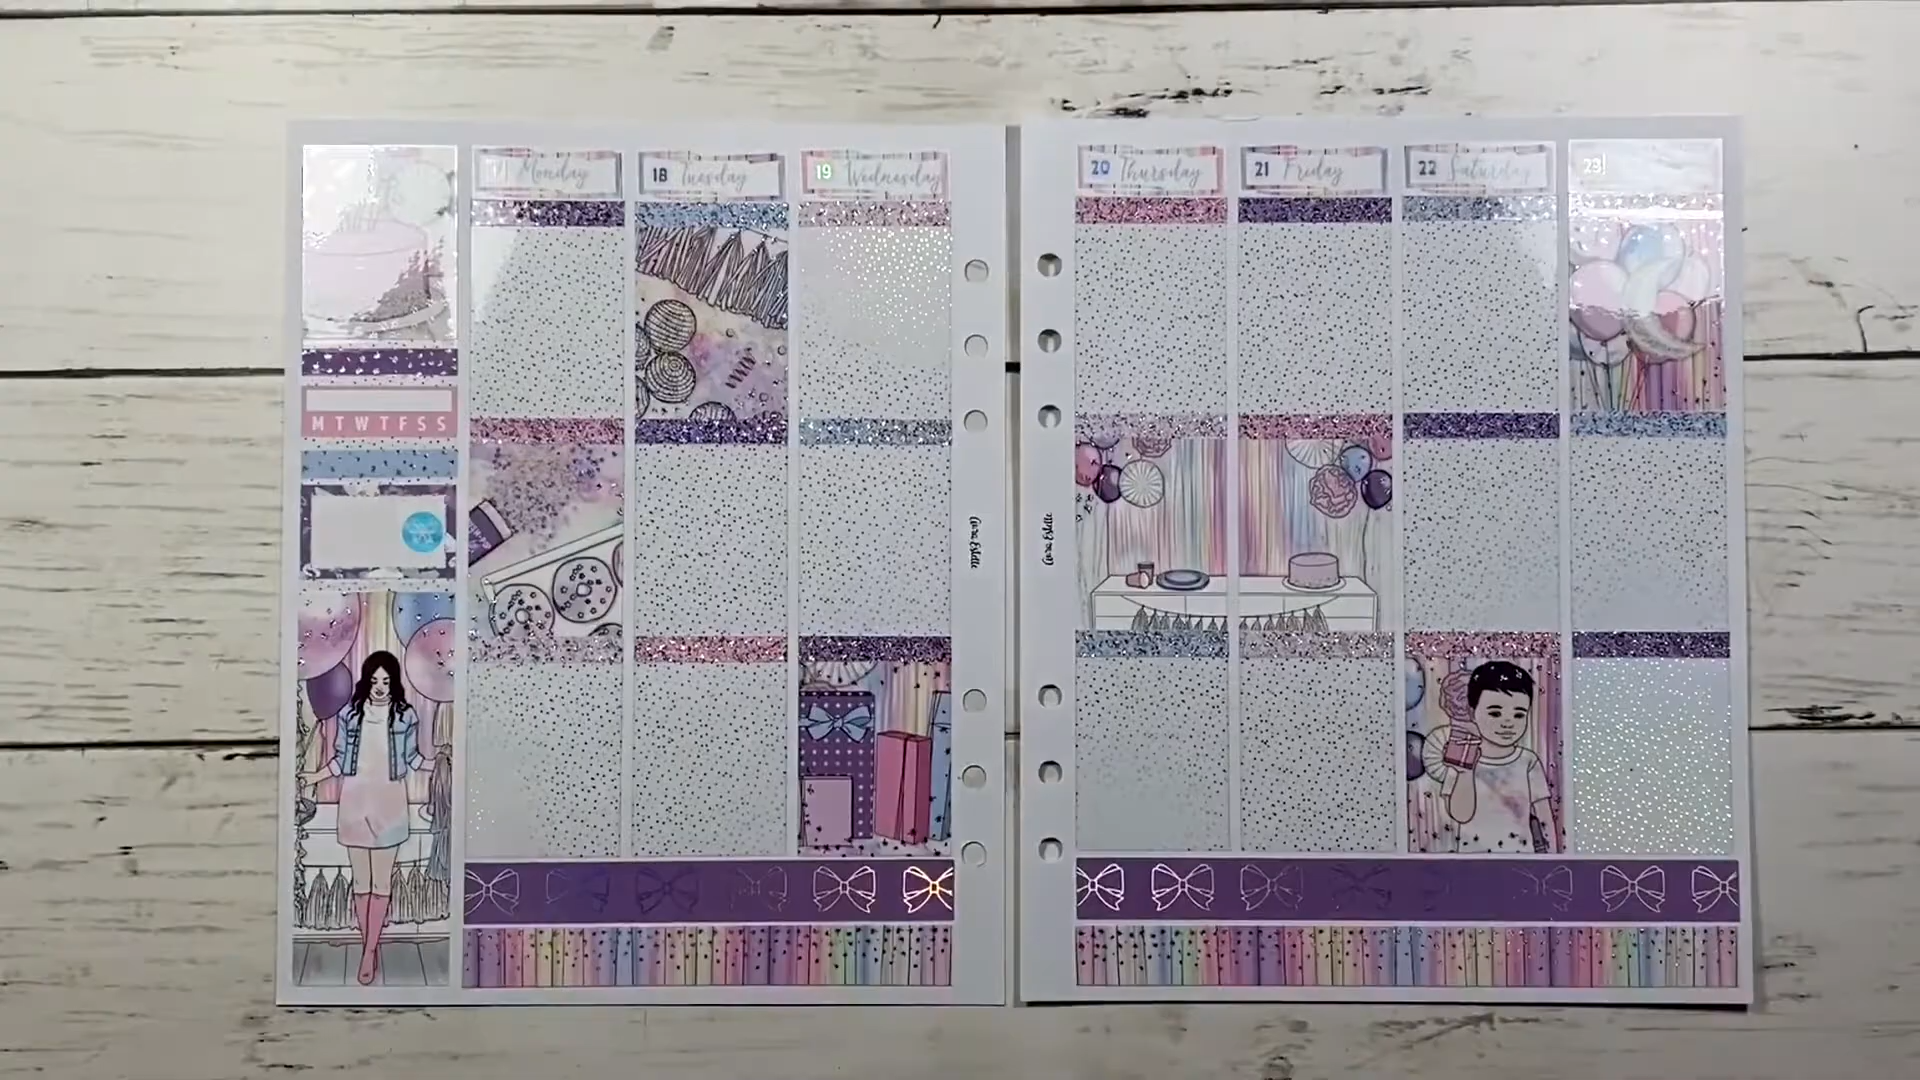 17 Monday
18 Tuesday
19 Wednesday
20 Thursday
21 Friday
22 Saturday
23
M T W T F S S